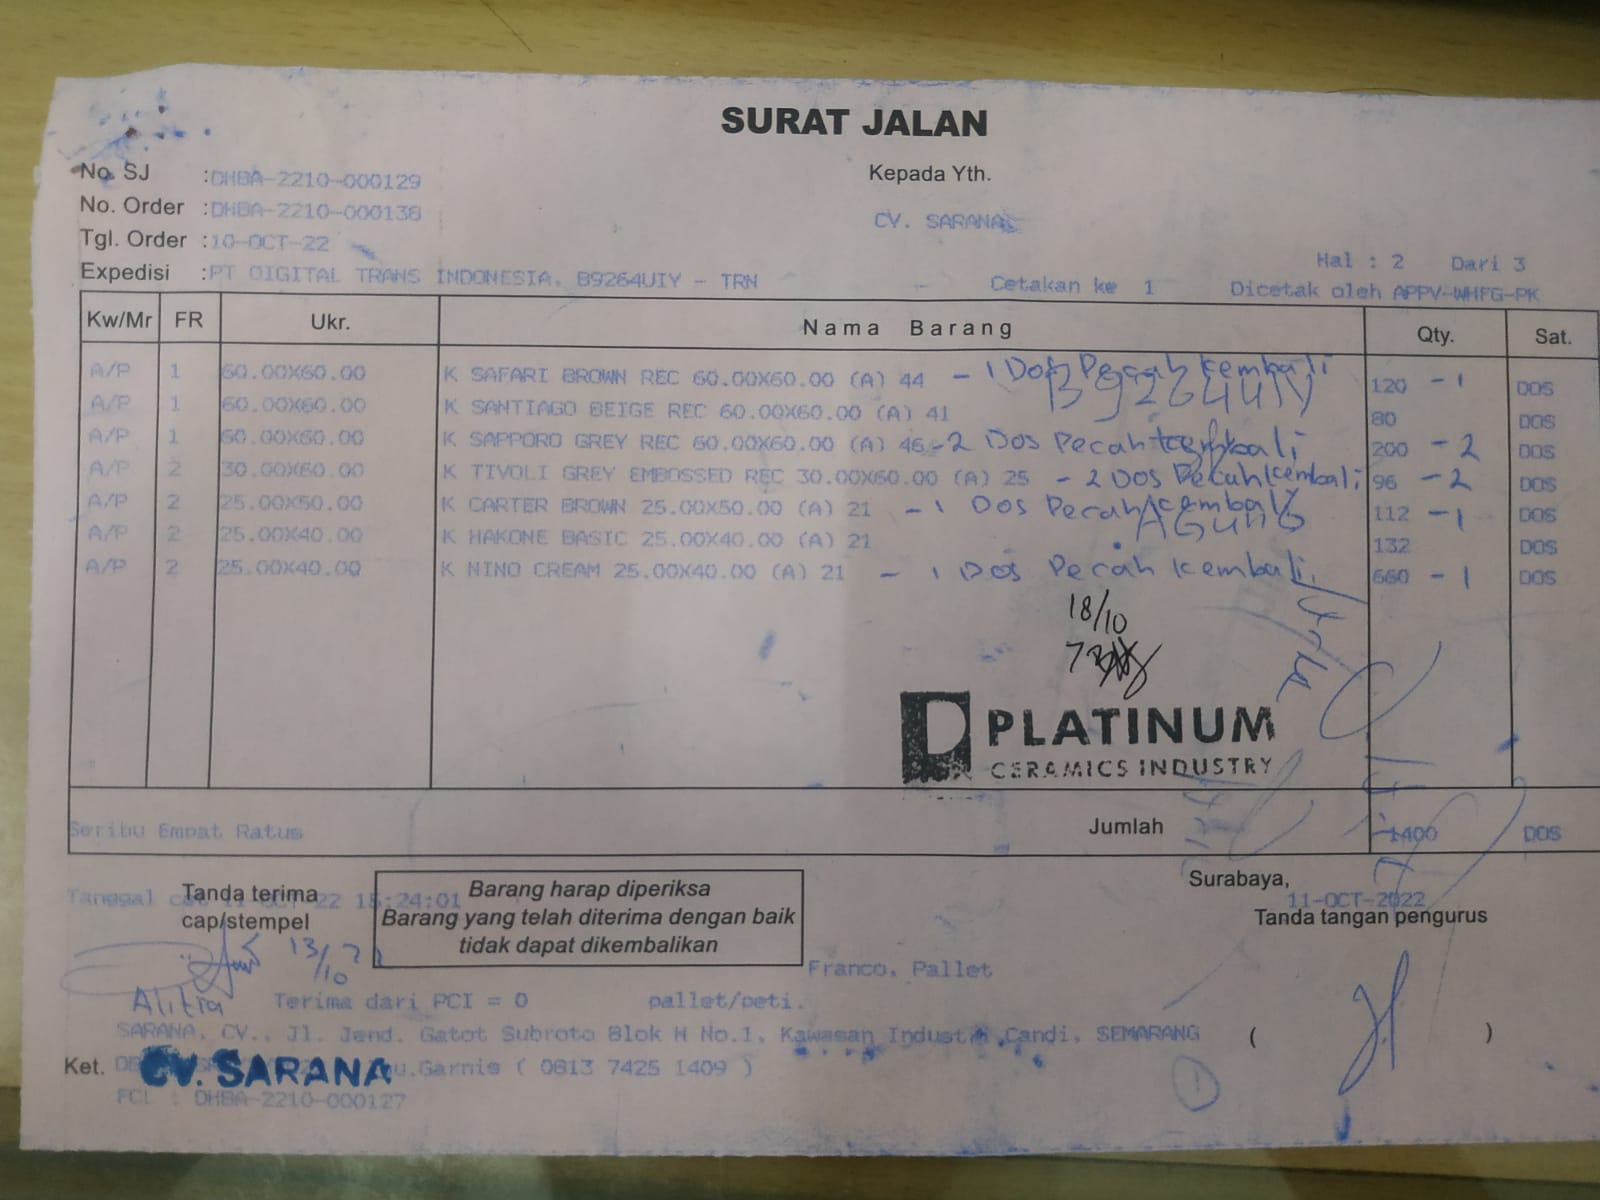 SURAT JALAN
No. SJ :DHBA-2210-000129
Kepada Yth.
No. Order :DHBA-2210-000138
CV. SARANA
Tgl. Order :10-OCT-22
Hal : 2 Dari 3
Expedisi :PT DIGITAL TRANS INDONESIA. B9264UIY - TRN
Cetakan ke 1 Dicetak oleh APPV-WHFG-PK
Kw/Mr FR Ukr. Nama Barang Qty. Sat.
A/P 1 60.00X60.00 K SAFARI BROWN REC 60.00X60.00 (A) 44 - 1 Dos Pecah kembali 120 - 1 DOS
B9264UIY
A/P 1 60.00X60.00 K SANTIAGO BEIGE REC 60.00X60.00 (A) 41 80 DOS
A/P 1 60.00X60.00 K SAPPORO GREY REC 60.00X60.00 (A) 46 - 2 Dos Pecah kembali 200 - 2 DOS
A/P 2 30.00X60.00 K TIVOLI GREY EMBOSSED REC 30.00X60.00 (A) 25 - 2 Dos Pecah kembali 96 - 2 DOS
A/P 2 25.00X50.00 K CARTER BROWN 25.00X50.00 (A) 21 - 1 Dos Pecah kembali 112 - 1 DOS
AGUNG
A/P 2 25.00X40.00 K HAKONE BASIC 25.00X40.00 (A) 21 132 DOS
A/P 2 25.00X40.00 K NINO CREAM 25.00X40.00 (A) 21 - 1 Dos Pecah kembali 660 - 1 DOS
18/10
PLATINUM
CERAMICS INDUSTRY
Seribu Empat Ratus Jumlah 1400 DOS
Tanda terima
cap/stempel
Tanggal 22 15:24:01
Barang harap diperiksa
Barang yang telah diterima dengan baik
tidak dapat dikembalikan
Surabaya,
11-OCT-2022
Tanda tangan pengurus
13/10
Franco. Pallet
Alitra
Terima dari PCI = 0 pallet/peti.
SARANA, CV., Jl. Jend. Gatot Subroto Blok H No.1, Kawasan Industri Candi, SEMARANG
( )
Ket.
CV. SARANA
Garnis ( 0813 7425 1409 )
FCL : DHBA-2210-000127
1